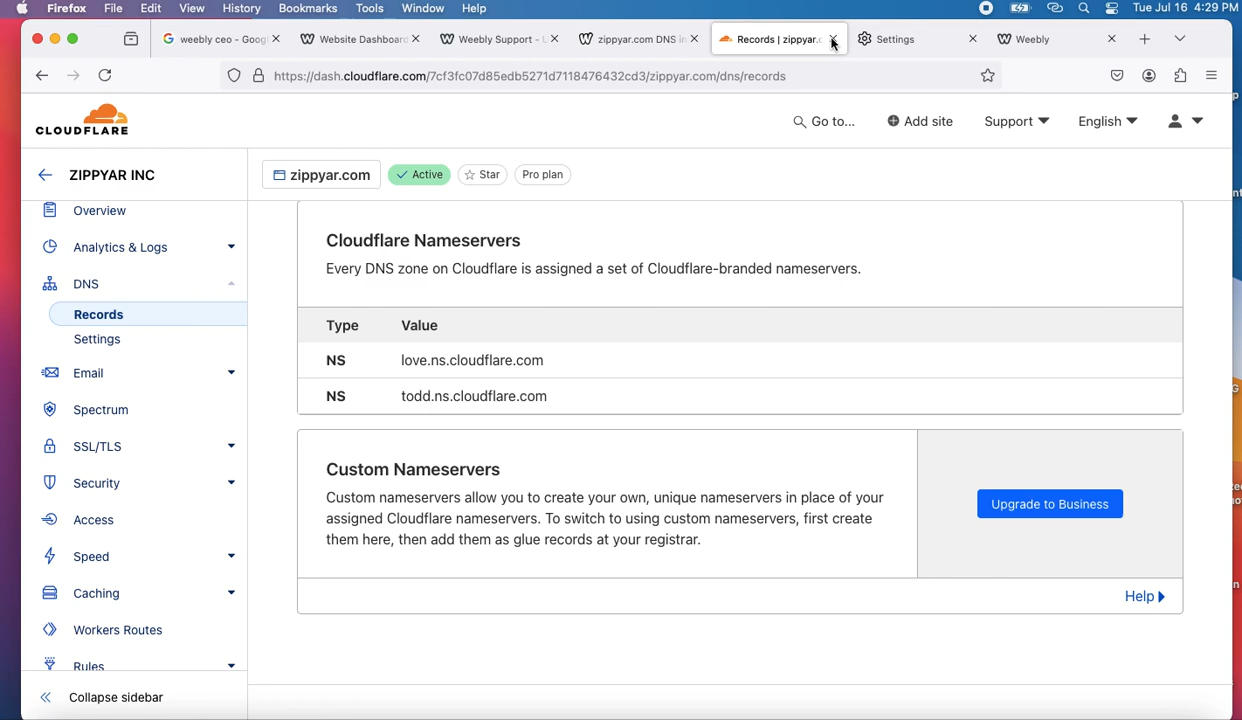 Firefox File Edit View History Bookmarks Tools Window Help Tue Jul 16 4:29 PM
weebly ceo - Goog Website Dashboard Weebly Support - zippyar.com DNS in Records | zippyar. Settings Weebly
https://dash.cloudflare.com/7cf3fc07d85edb5271d7118476432cd3/zippyar.com/dns/records
CLOUDFLARE Go to... Add site Support English
ZIPPYAR INC zippyar.com Active Star Pro plan
Overview
Analytics & Logs
DNS
Records
Settings
Email
Spectrum
SSL/TLS
Security
Access
Speed
Caching
Workers Routes
Rules
Collapse sidebar
Cloudflare Nameservers
Every DNS zone on Cloudflare is assigned a set of Cloudflare-branded nameservers.
Type Value
NS love.ns.cloudflare.com
NS todd.ns.cloudflare.com
Custom Nameservers
Custom nameservers allow you to create your own, unique nameservers in place of your
assigned Cloudflare nameservers. To switch to using custom nameservers, first create
them here, then add them as glue records at your registrar.
Upgrade to Business
Help